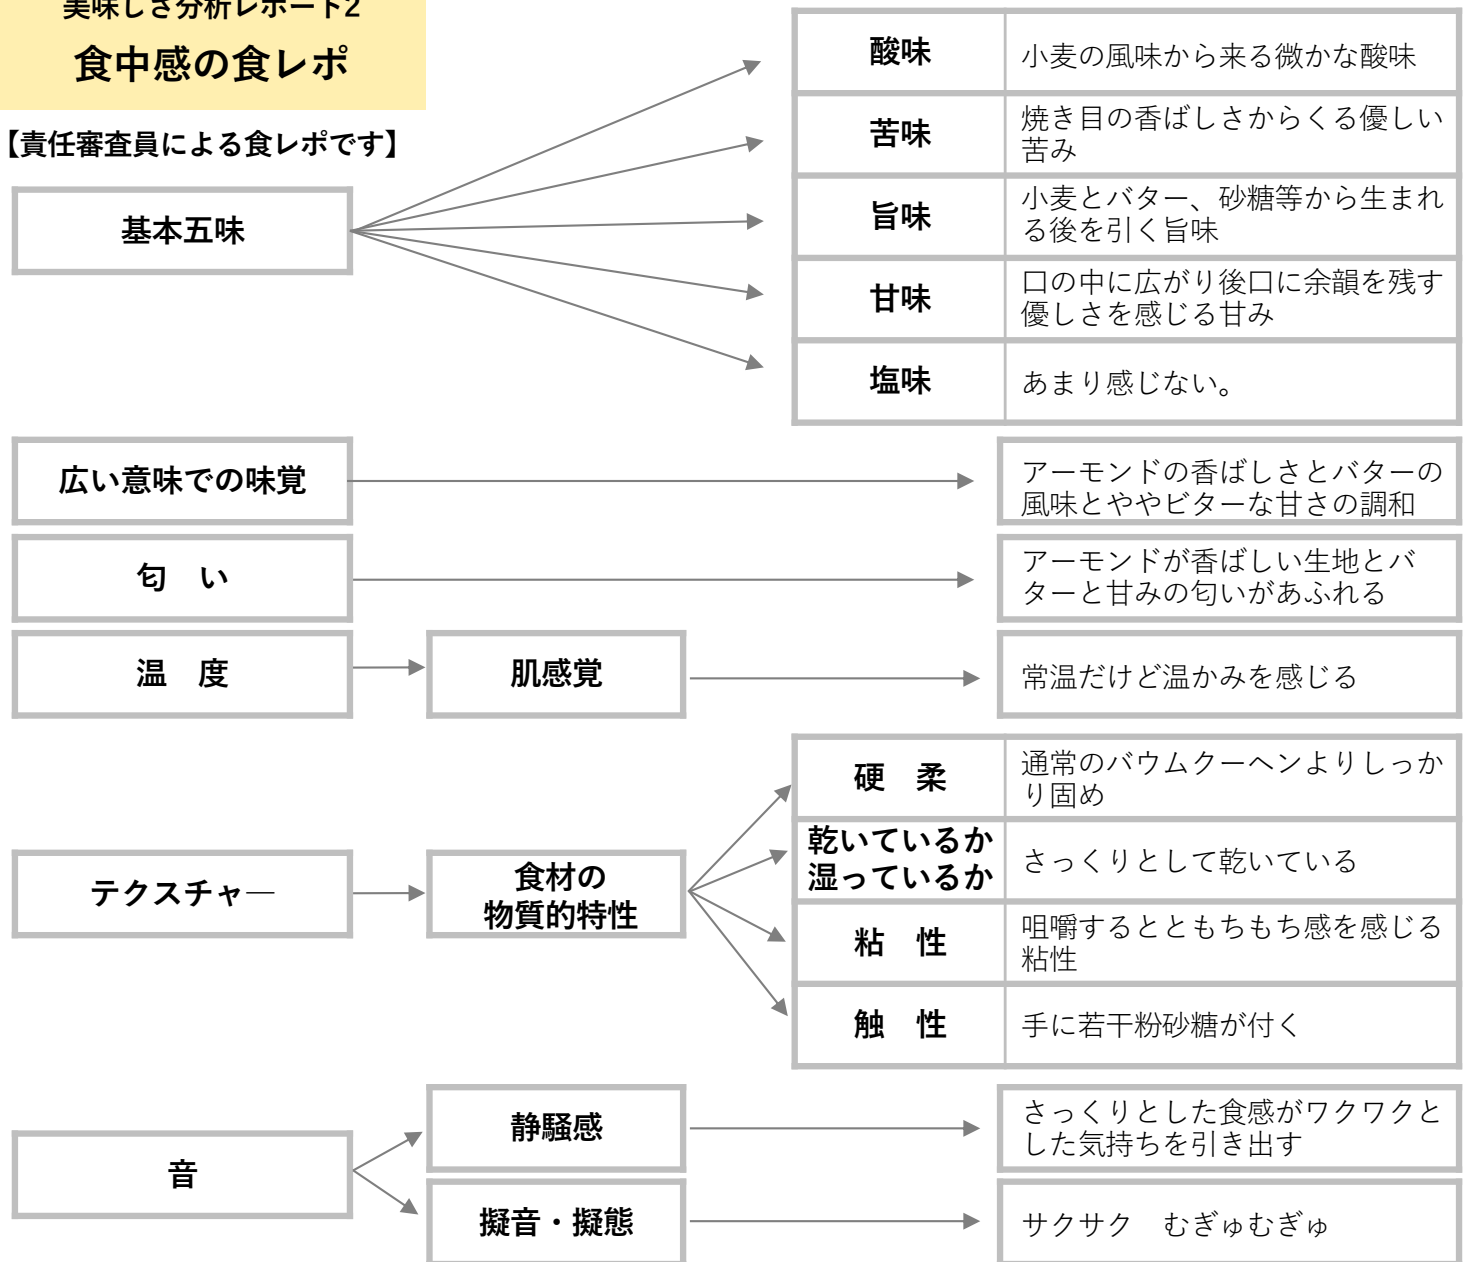 美味しさ分析レポート2
食中感の食レポ
【責任審査員による食レポです】
基本五味
酸味
小麦の風味から来る微かな酸味
苦味
焼き目の香ばしさからくる優しい
苦み
旨味
小麦とバター、砂糖等から生まれ
る後を引く旨味
甘味
口の中に広がり後口に余韻を残す
優しさを感じる甘み
塩味
あまり感じない。
広い意味での味覚
アーモンドの香ばしさとバターの
風味とややビターな甘さの調和
匂　い
アーモンドが香ばしい生地とバ
ターと甘みの匂いがあふれる
温　度
肌感覚
常温だけど温かみを感じる
テクスチャ―
食材の
物質的特性
硬　柔
通常のバウムクーヘンよりしっか
り固め
乾いているか
湿っているか
さっくりとして乾いている
粘　性
咀嚼するとともちもち感を感じる
粘性
触　性
手に若干粉砂糖が付く
音
静騒感
さっくりとした食感がワクワクと
した気持ちを引き出す
擬音・擬態
サクサク　むぎゅむぎゅ